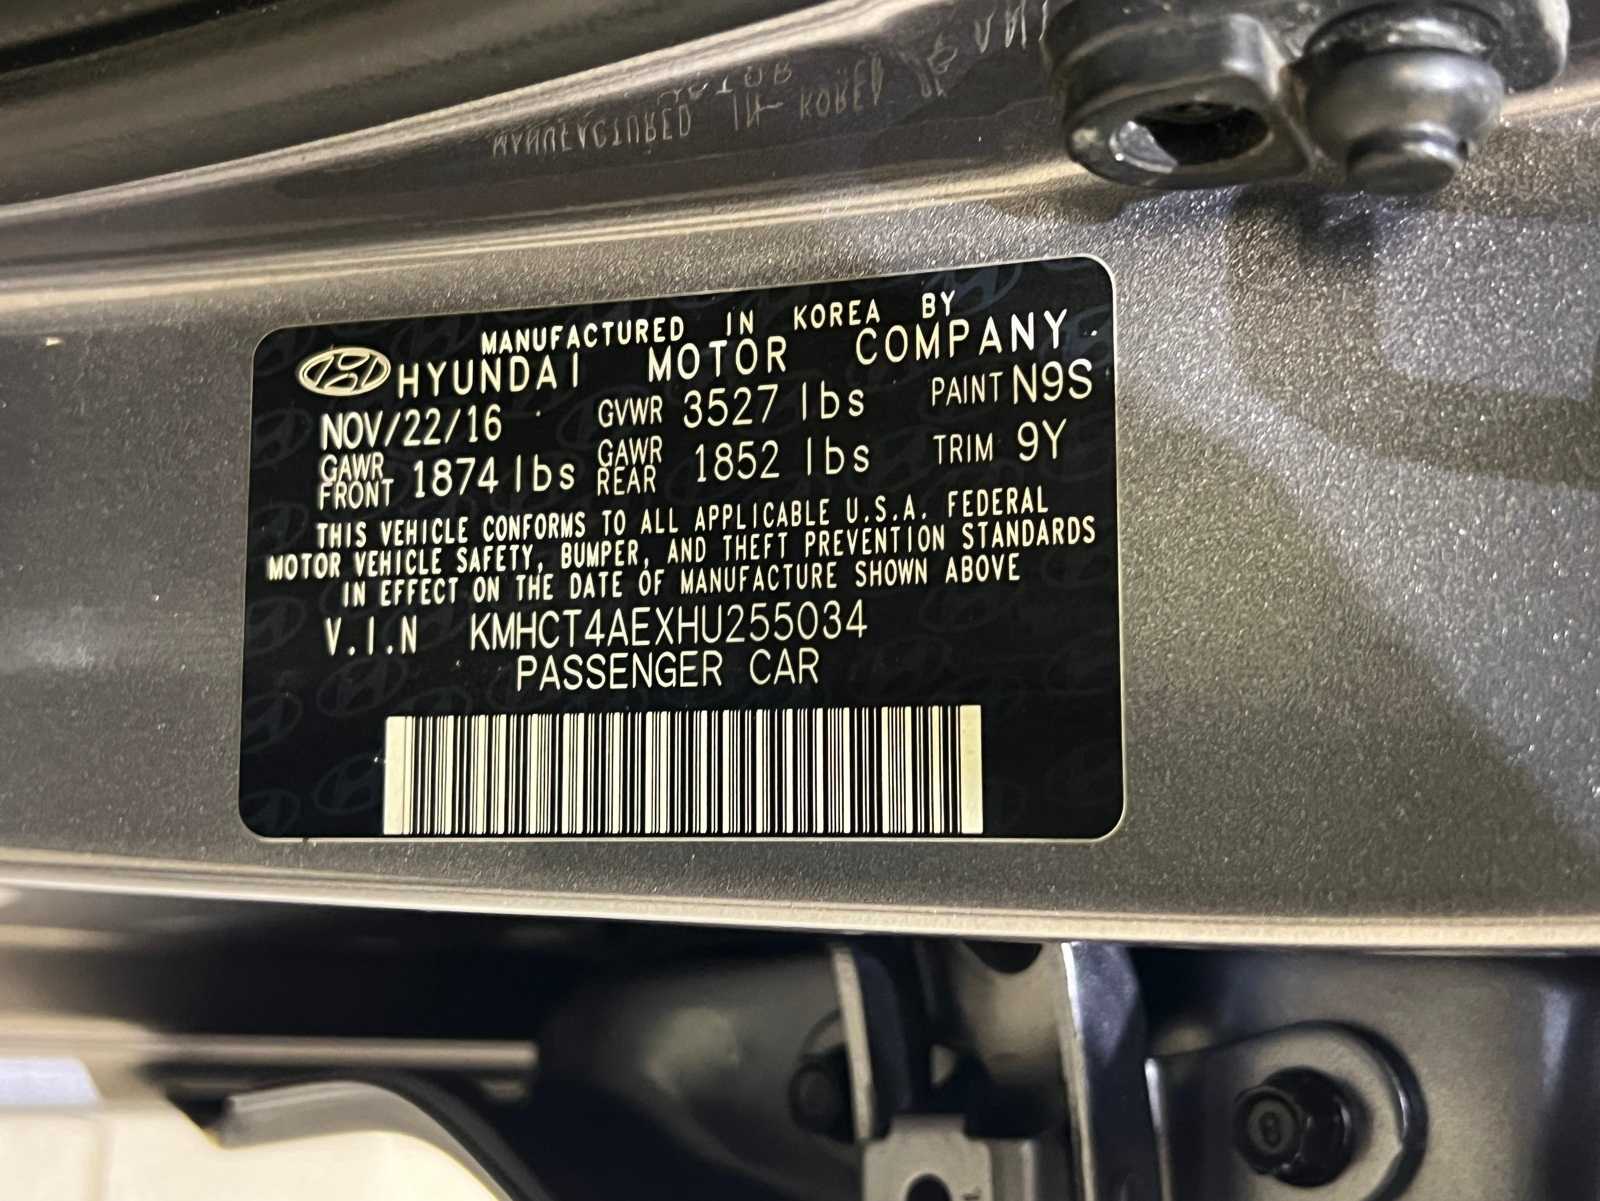 MANUFACTURED IN KOREA BY
HYUNDAI MOTOR COMPANY
NOV/22/16 GVWR 3527 lbs PAINT N9S
GAWR FRONT 1874 lbs GAWR REAR 1852 lbs TRIM 9Y
THIS VEHICLE CONFORMS TO ALL APPLICABLE U.S.A. FEDERAL
MOTOR VEHICLE SAFETY, BUMPER, AND THEFT PREVENTION STANDARDS
IN EFFECT ON THE DATE OF MANUFACTURE SHOWN ABOVE
V.I.N KMHCT4AEXHU255034
PASSENGER CAR